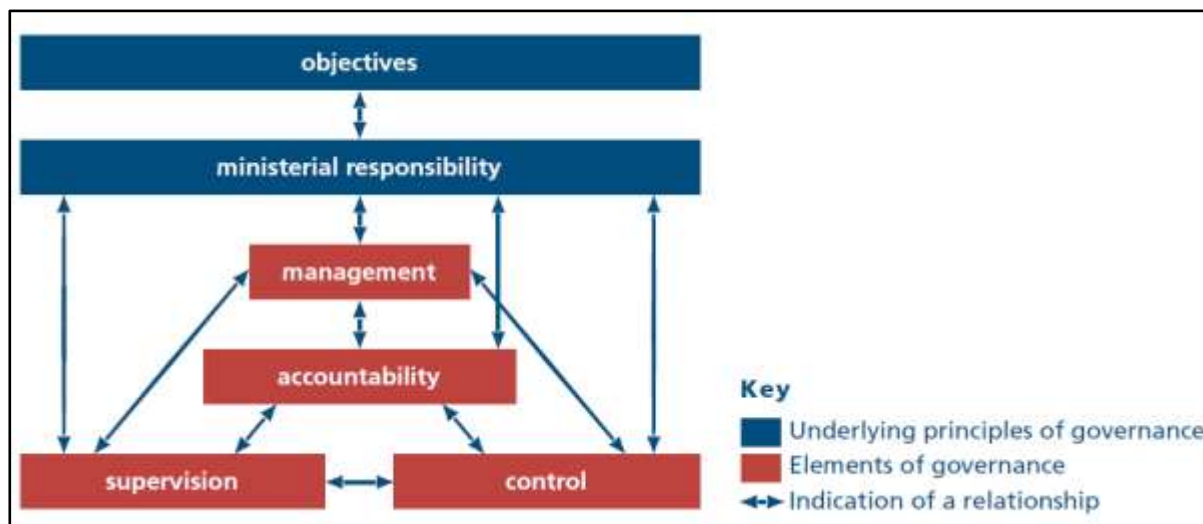 objectives
ministerial responsibility
management
accountability
supervision
control
Key
Underlying principles of governance
Elements of governance
Indication of a relationship